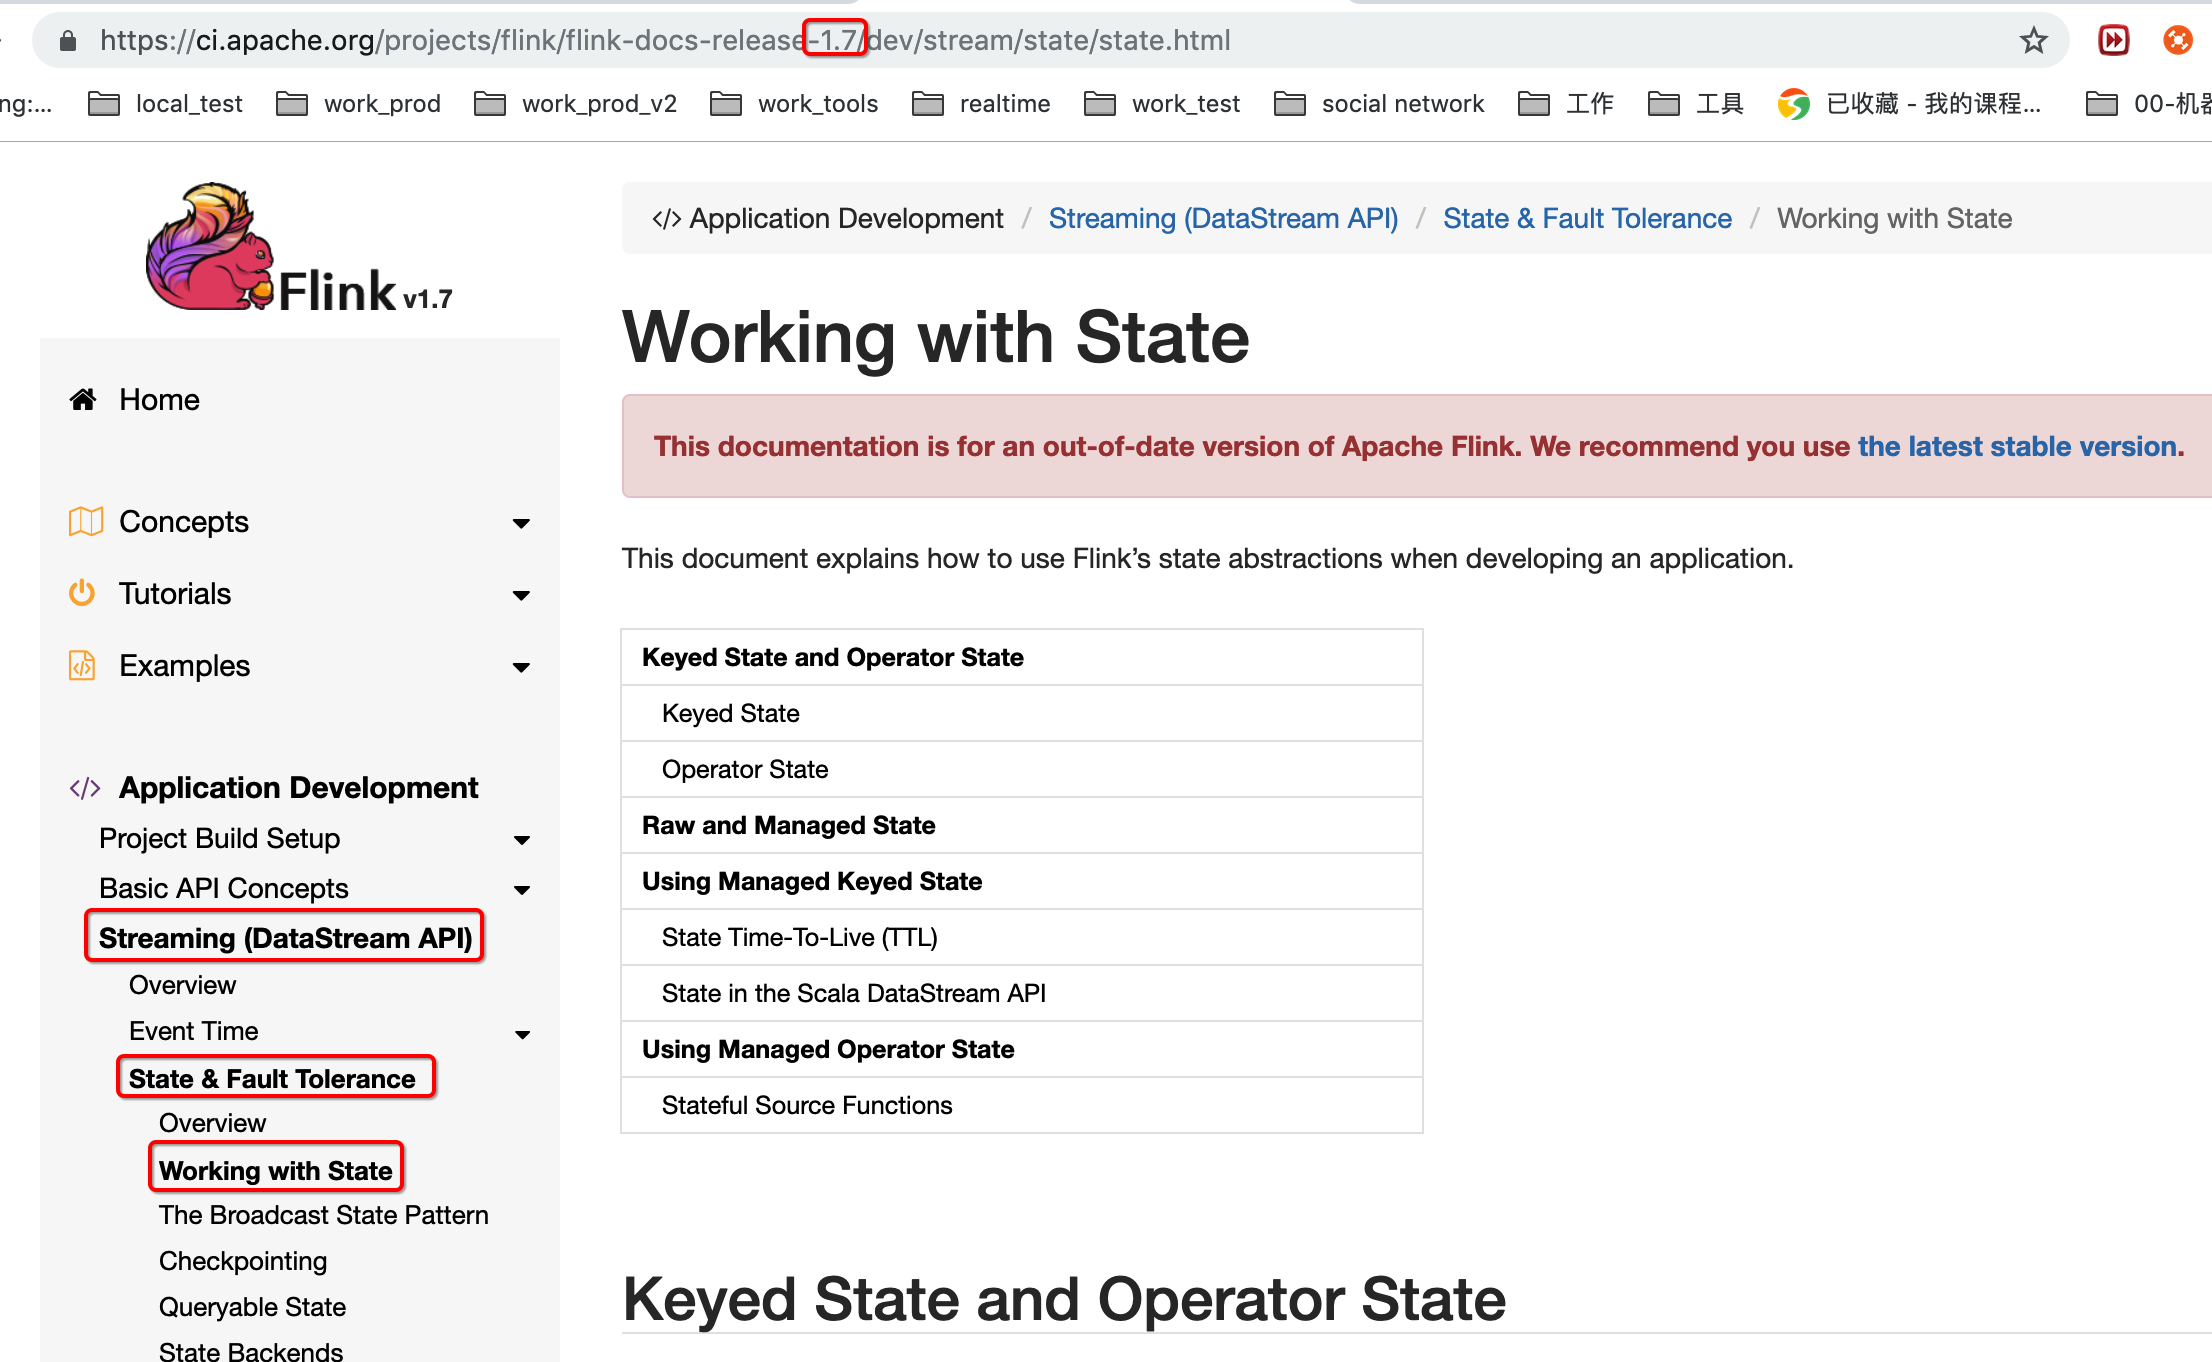 https://ci.apache.org/projects/flink/flink-docs-release-1.7/dev/stream/state/state.html
ng:... local_test work_prod work_prod_v2 work_tools realtime work_test social network 工作 工具 已收藏 - 我的课程... 00-机器
Flink v1.7
Home
Concepts
Tutorials
Examples
Application Development
Project Build Setup
Basic API Concepts
Streaming (DataStream API)
Overview
Event Time
State & Fault Tolerance
Overview
Working with State
The Broadcast State Pattern
Checkpointing
Queryable State
State Backends
</> Application Development / Streaming (DataStream API) / State & Fault Tolerance / Working with State
Working with State
This documentation is for an out-of-date version of Apache Flink. We recommend you use the latest stable version.
This document explains how to use Flink’s state abstractions when developing an application.
Keyed State and Operator State
Keyed State
Operator State
Raw and Managed State
Using Managed Keyed State
State Time-To-Live (TTL)
State in the Scala DataStream API
Using Managed Operator State
Stateful Source Functions
Keyed State and Operator State